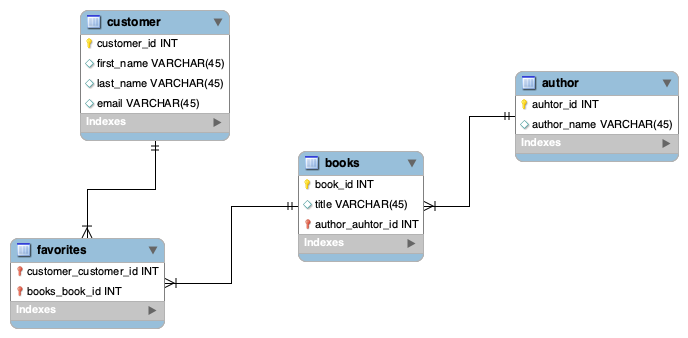 customer
customer_id INT
first_name VARCHAR(45)
last_name VARCHAR(45)
email VARCHAR(45)
Indexes
author
auhtor_id INT
author_name VARCHAR(45)
Indexes
books
book_id INT
title VARCHAR(45)
author_auhtor_id INT
Indexes
favorites
customer_customer_id INT
books_book_id INT
Indexes